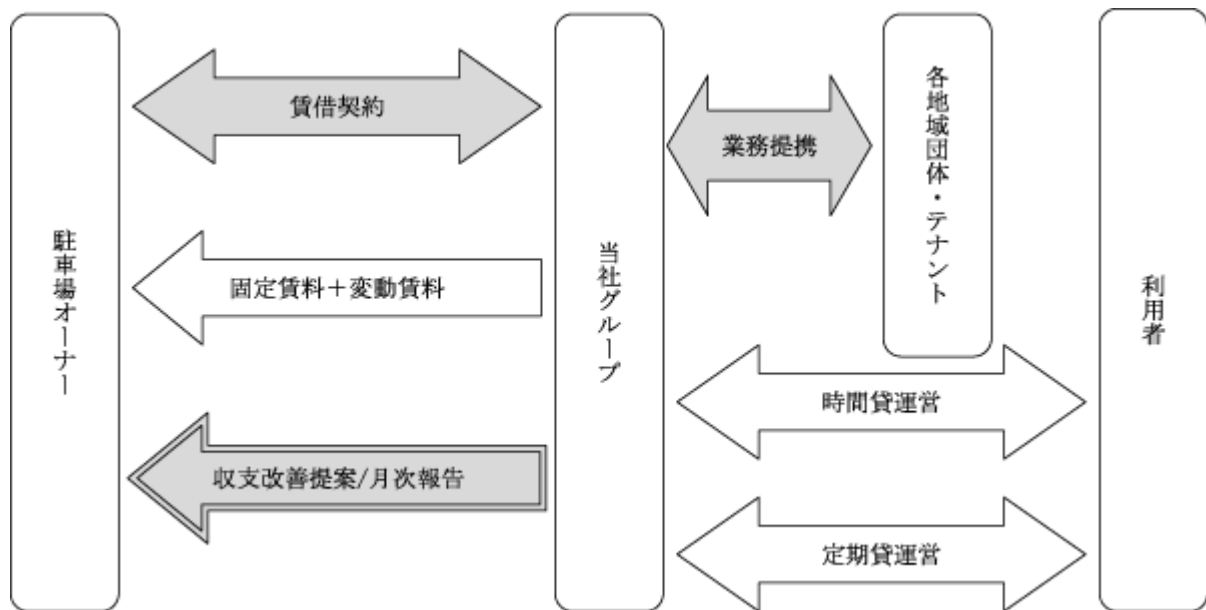 駐車場オーナー
賃借契約
固定賃料＋変動賃料
収支改善提案/月次報告
当社グループ
業務提携
各地域団体・テナント
時間貸運営
定期貸運営
利用者